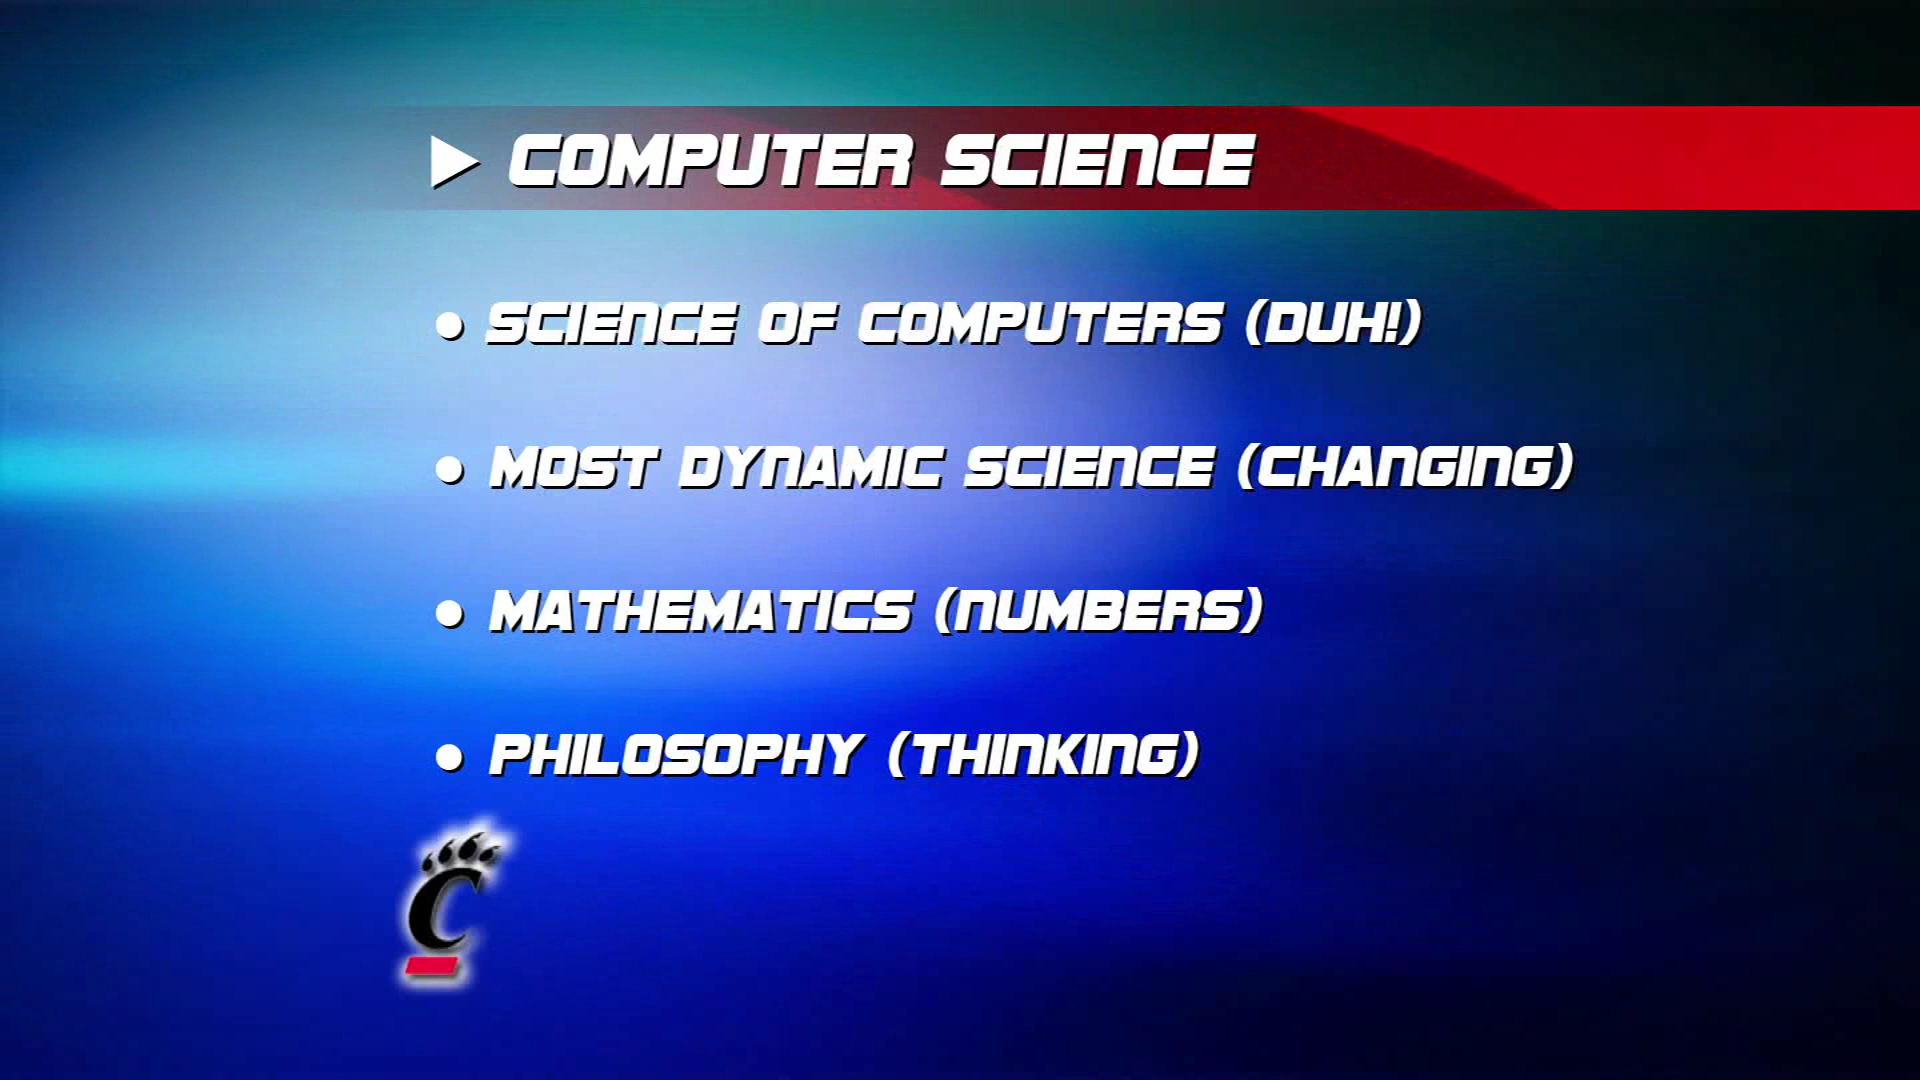 COMPUTER SCIENCE
• SCIENCE OF COMPUTERS (DUH!)
• MOST DYNAMIC SCIENCE (CHANGING)
• MATHEMATICS (NUMBERS)
• PHILOSOPHY (THINKING)
C